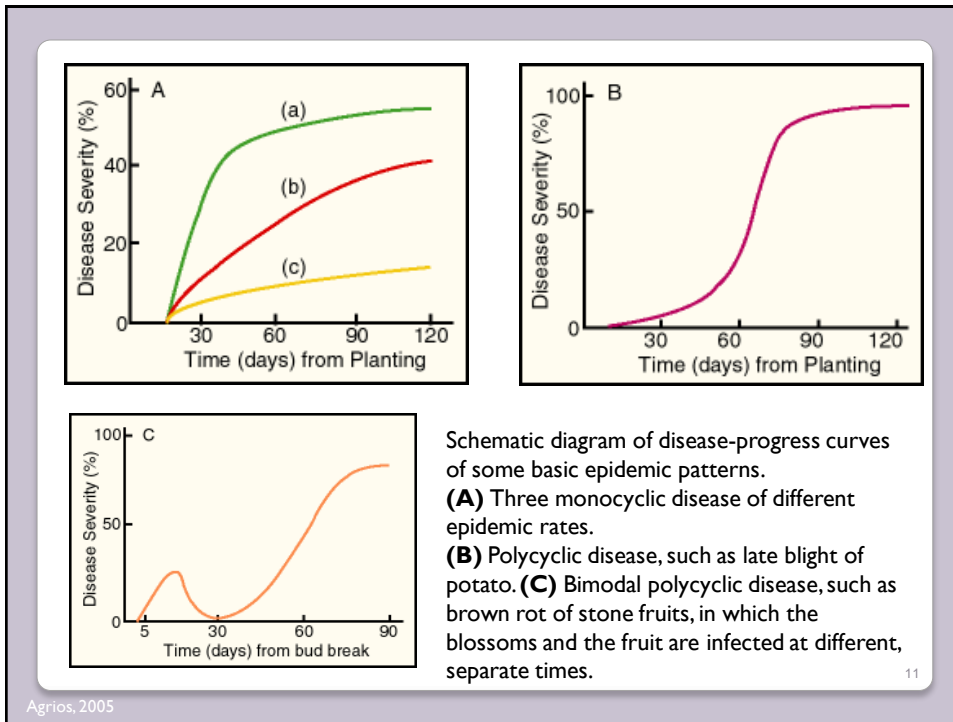 A
60
40
20
0
Disease Severity (%)
(a)
(b)
(c)
30 60 90 120
Time (days) from Planting
B
100
50
0
Disease Severity (%)
30 60 90 120
Time (days) from Planting
C
100
50
0
Disease Severity (%)
5 30 60 90
Time (days) from bud break
Schematic diagram of disease-progress curves
of some basic epidemic patterns.
(A) Three monocyclic disease of different
epidemic rates.
(B) Polycyclic disease, such as late blight of
potato. (C) Bimodal polycyclic disease, such as
brown rot of stone fruits, in which the
blossoms and the fruit are infected at different,
separate times.
11
Agrios, 2005